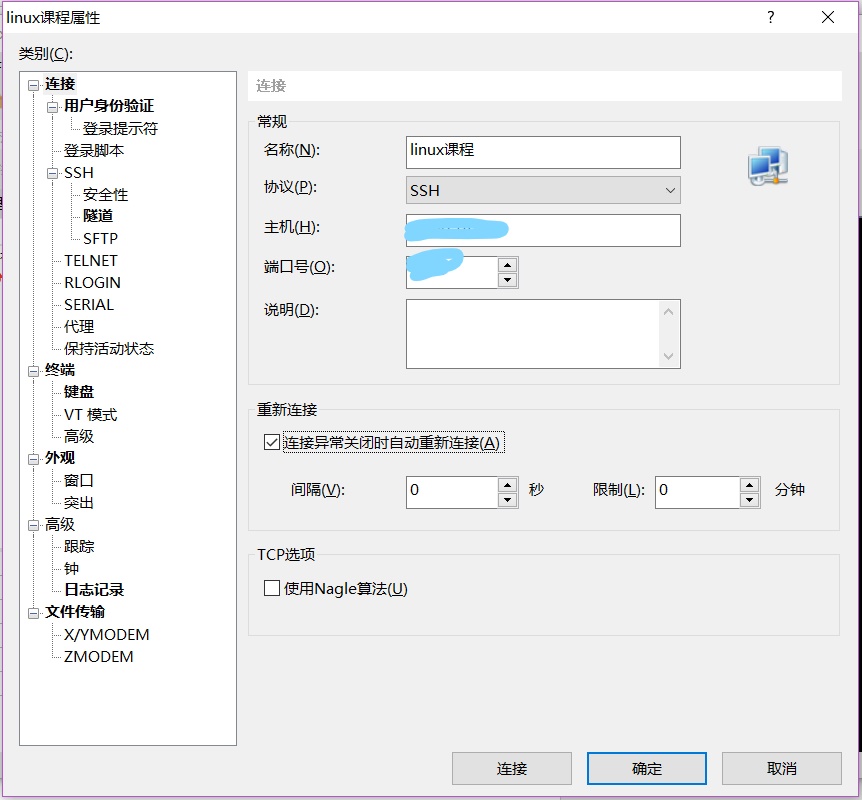 linux课程属性
?
类别(C):
连接
用户身份验证
登录提示符
登录脚本
SSH
安全性
隧道
SFTP
TELNET
RLOGIN
SERIAL
代理
保持活动状态
终端
键盘
VT 模式
高级
外观
窗口
突出
高级
跟踪
钟
日志记录
文件传输
X/YMODEM
ZMODEM
连接
常规
名称(N):
linux课程
协议(P):
SSH
主机(H):
端口号(O):
说明(D):
重新连接
连接异常关闭时自动重新连接(A)
间隔(V): 0 秒 限制(L): 0 分钟
TCP选项
使用Nagle算法(U)
连接 确定 取消